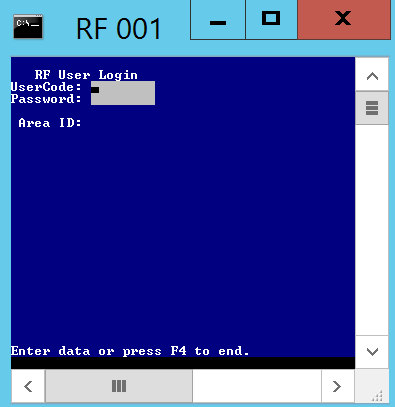 RF 001
RF User Login
UserCode:
Password:
Area ID:
Enter data or press F4 to end.